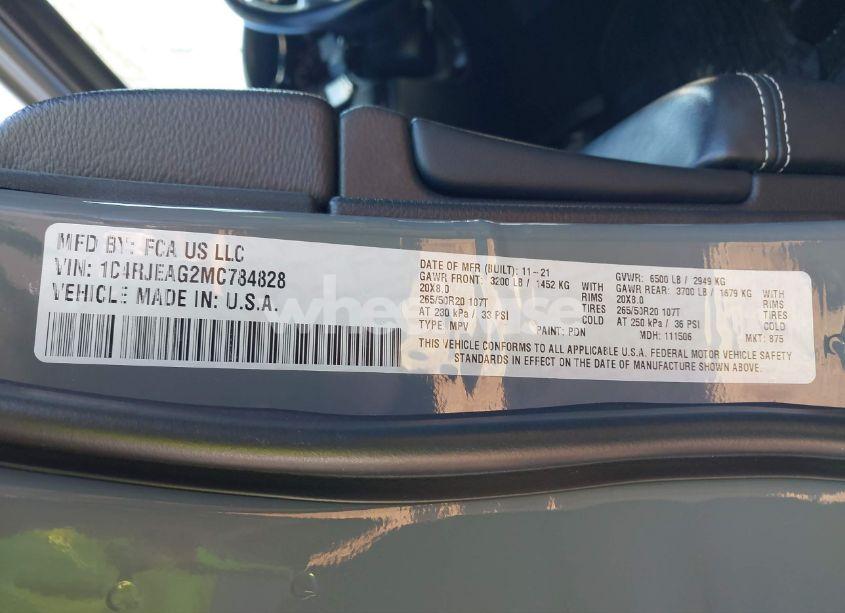 MFD BY: FCA US LLC
VIN: 1C4RJEAG2MC784828
VEHICLE MADE IN U.S.A.
DATE OF MFR (BUILT): 11-21
GAWR FRONT: 3200 LB / 1452 KG WITH
20X8.0 RIMS
265/50R20 107T TIRES
AT 230 kPa / 33 PSI COLD
TYPE: MPV PAINT: PDN
GVWR: 6500 LB / 2949 KG
GAWR REAR: 3700 LB / 1679 KG WITH
20X8.0 RIMS
265/50R20 107T TIRES
AT 250 kPa / 36 PSI COLD
MDH: 111506 MKT: 875
THIS VEHICLE CONFORMS TO ALL APPLICABLE U.S.A. FEDERAL MOTOR VEHICLE SAFETY
STANDARDS IN EFFECT ON THE DATE OF MANUFACTURE SHOWN ABOVE.